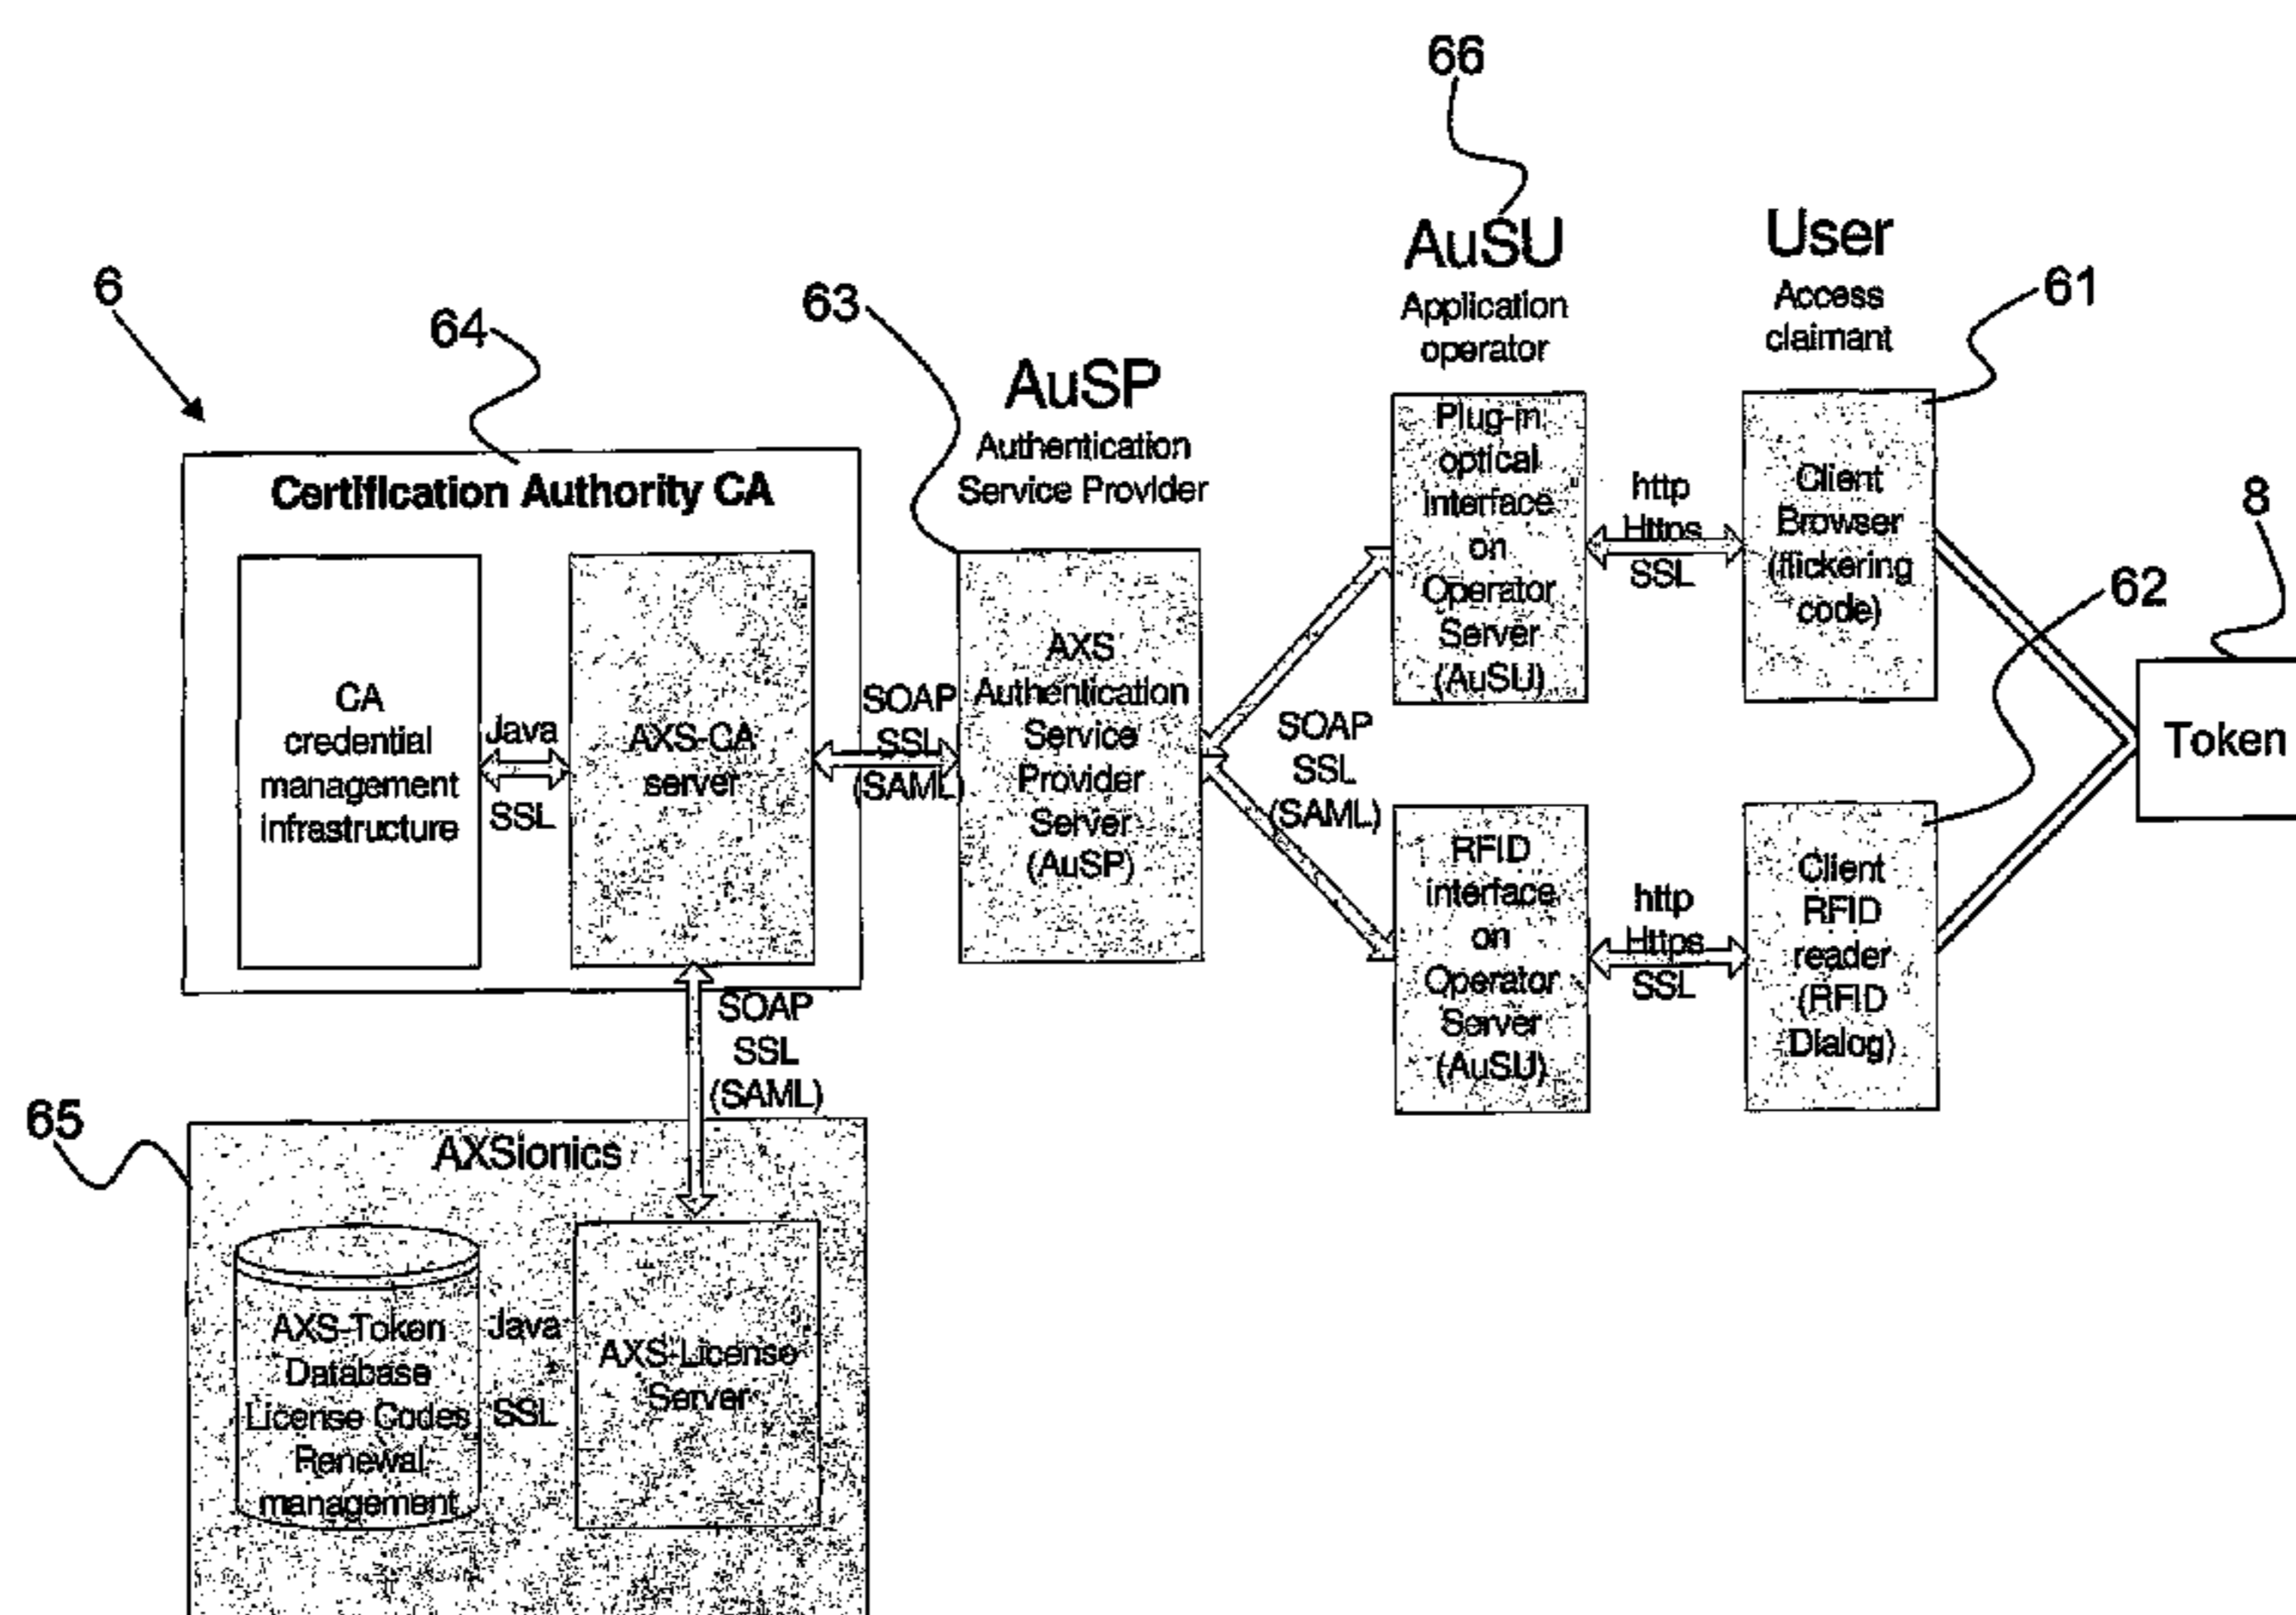 66
AuSU
Application
operator
User
Access
claimant
61
6
64
63
AuSP
Authentication
Service Provider
Certification Authority CA
CA
credential
management
infrastructure
Java
SSL
AXS-CA
server
SOAP
SSL
(SAML)
AXS
Authentication
Service
Provider
Server
(AuSP)
SOAP
SSL
(SAML)
Plug-in
optical
interface
on
Operator
Server
(AuSU)
http
Https
SSL
Client
Browser
(flickering
code)
62
8
Token
RFID
interface
on
Operator
Server
(AuSU)
http
Https
SSL
Client
RFID
reader
(RFID
Dialog)
SOAP
SSL
(SAML)
65
AXSionics
AXS-Token
Database
License Codes
Renewal
management
Java
SSL
AXS-License
Server